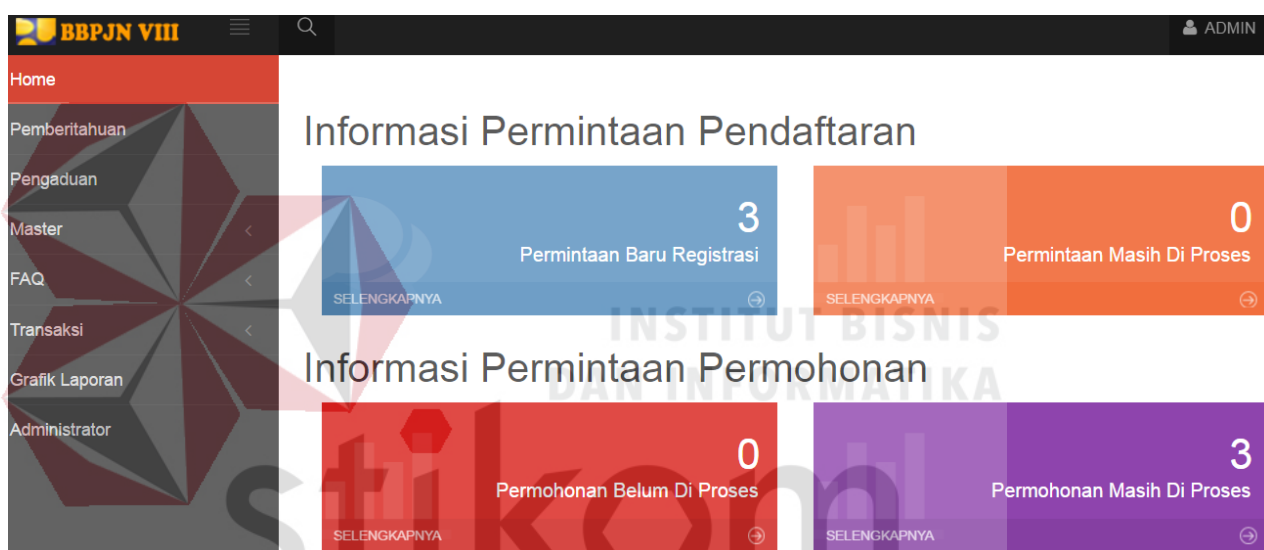 BBPJN VIII
ADMIN
Home
Pemberitahuan
Pengaduan
Master
FAQ
Transaksi
Grafik Laporan
Administrator
Informasi Permintaan Pendaftaran
3
Permintaan Baru Registrasi
SELENGKAPNYA
0
Permintaan Masih Di Proses
SELENGKAPNYA
INSTITUT BISNIS
DAN INFORMATIKA
stikom
Informasi Permintaan Permohonan
0
Permohonan Belum Di Proses
SELENGKAPNYA
3
Permohonan Masih Di Proses
SELENGKAPNYA